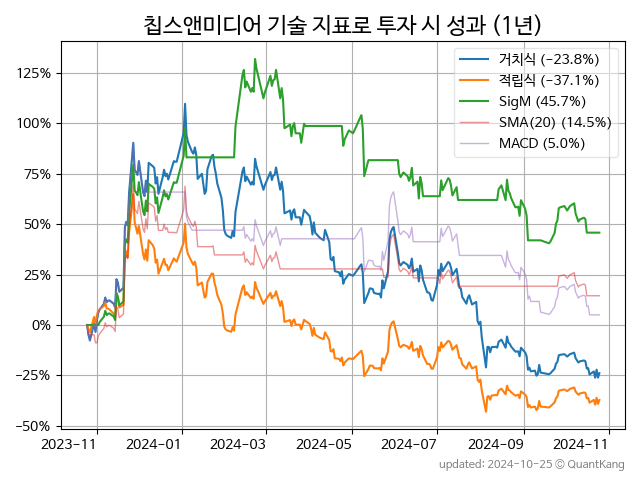 칩스앤미디어 기술 지표로 투자 시 성과 (1년)
거치식 (−23.8%)
적립식 (−37.1%)
SigM (45.7%)
SMA(20) (14.5%)
MACD (5.0%)
125%
100%
75%
50%
25%
0%
−25%
−50%
2023−11 2024−01 2024−03 2024−05 2024−07 2024−09 2024−11
updated: 2024−10−25 © QuantKang